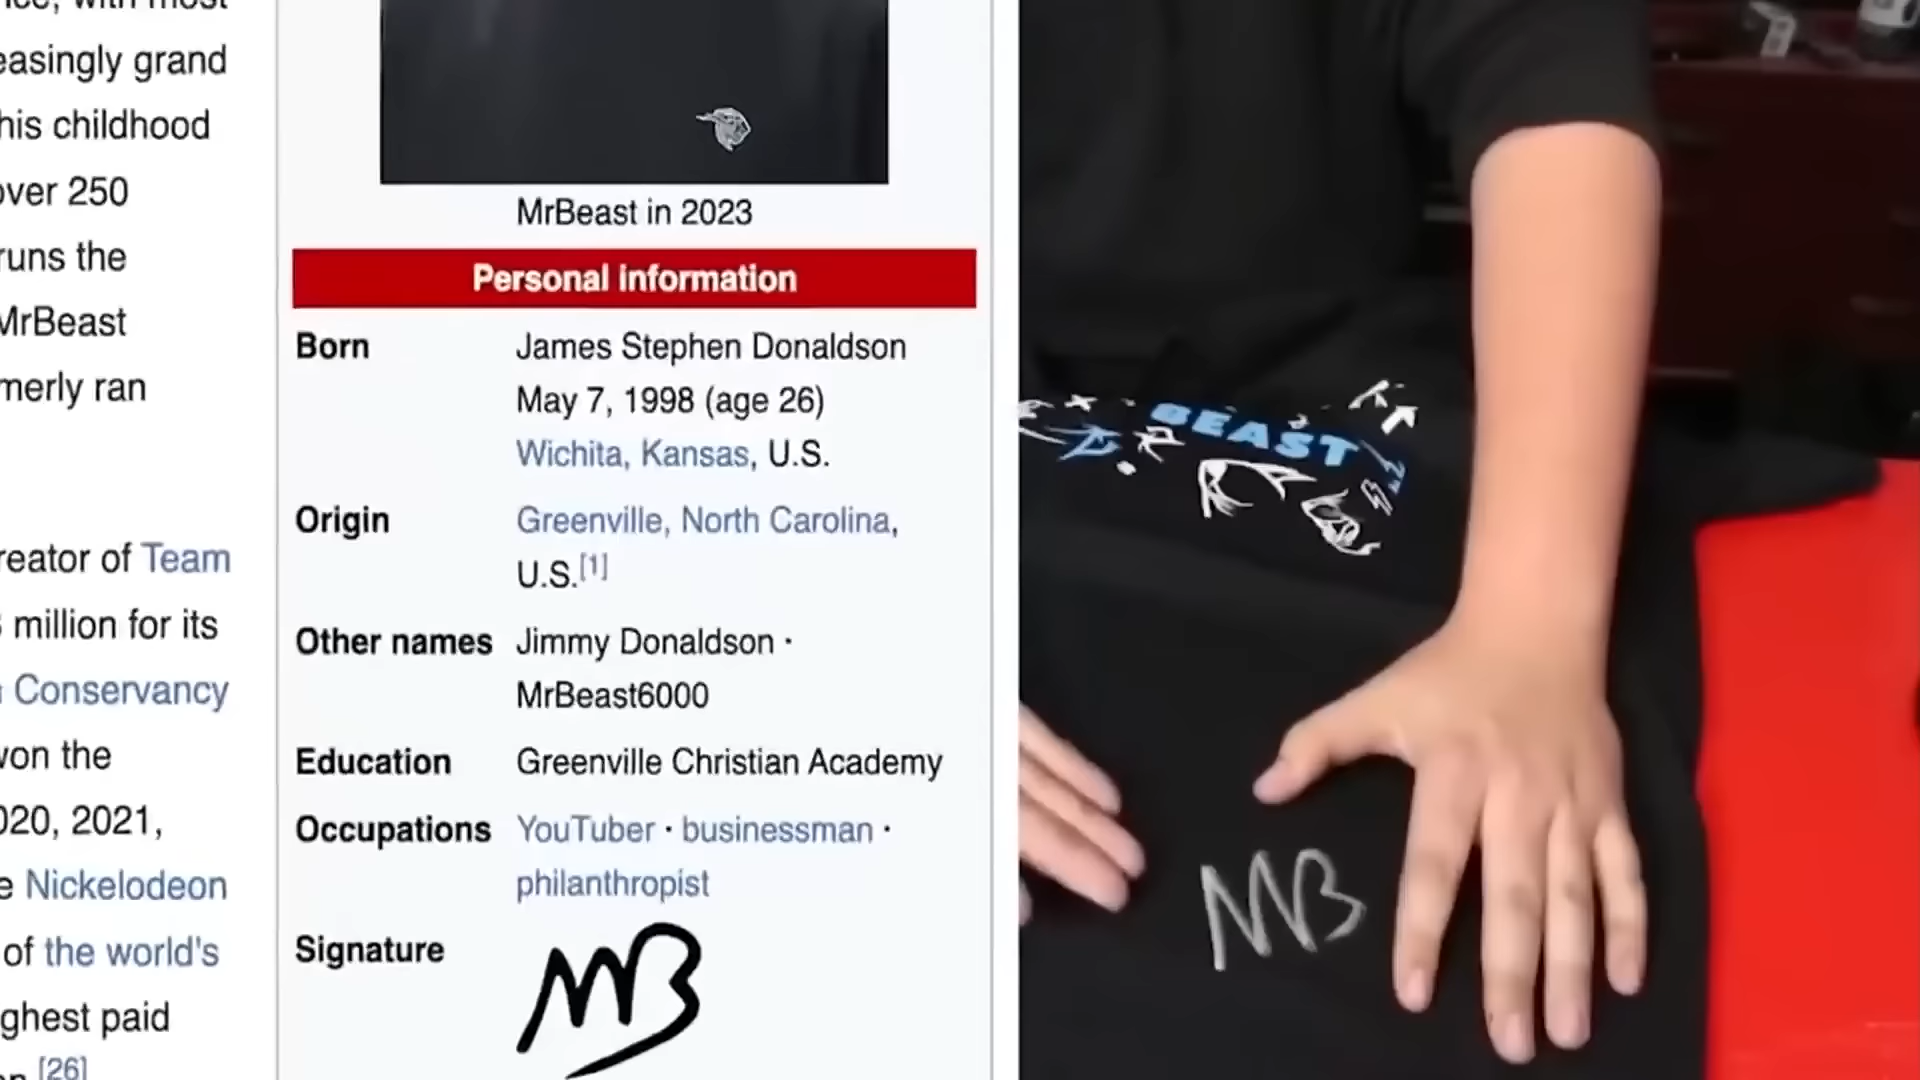 easingly grand
his childhood
over 250
runs the
MrBeast
merly ran
reator of Team
million for its
Conservancy
won the
020, 2021,
e Nickelodeon
of the world's
ghest paid
[26]
MrBeast in 2023
Personal information
Born James Stephen Donaldson
May 7, 1998 (age 26)
Wichita, Kansas, U.S.
Origin Greenville, North Carolina,
U.S.[1]
Other names Jimmy Donaldson ·
MrBeast6000
Education Greenville Christian Academy
Occupations YouTuber · businessman ·
philanthropist
Signature MB
BEAST
MB